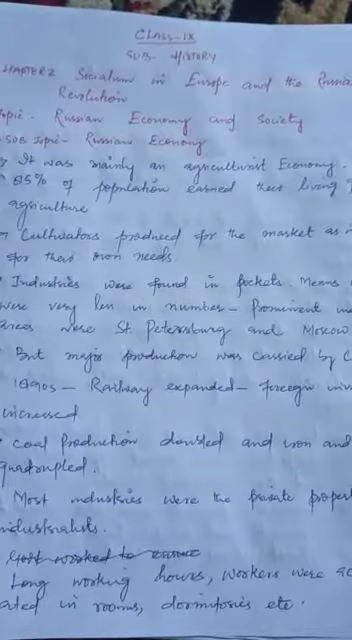 CLASS-IX
SUB- HISTORY
CHAPTER 2 Socialism in Europe and the Russia
Revolution
Topic- Russian Economy and Society
SUB Topic- Russian Economy
It was mainly an agriculturist Economy.
85% of population earned their living
agriculture
Cultivators produced for the market as
for their own needs.
Industries were found in pockets. Means
were very less in number- Prominent
areas were St. Petersburg and Moscow
But major production was carried by
1890s- Railway expanded- foreign
increased
Coal Production doubled and iron and
quadrupled.
Most industries were the private
industrialists.
Long working hours, workers were
ated in rooms, dormitories etc.